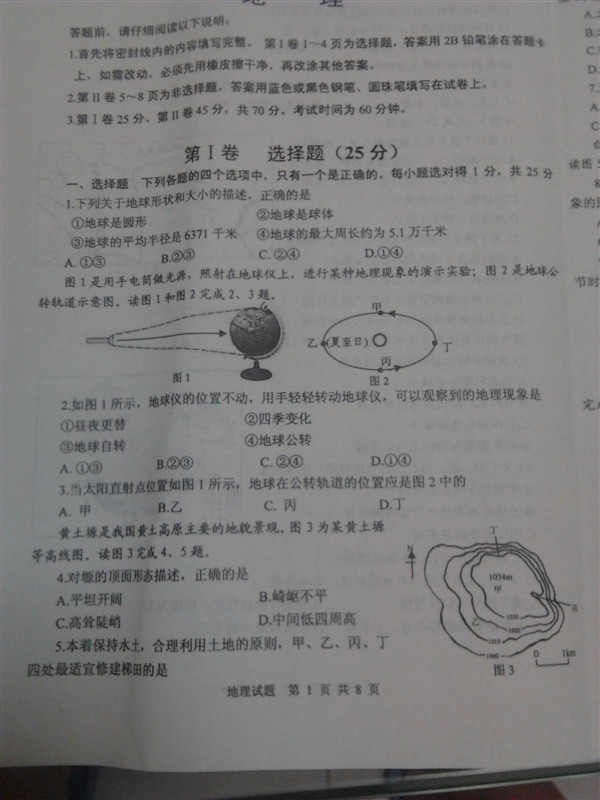 地 理
答题前，请仔细阅读以下说明：
1.首先将密封线内的内容填写完整。第Ⅰ卷1~4页为选择题，答案用2B铅笔涂在答题卡
上，如需改动，必须先用橡皮擦干净，再改涂其他答案。
2.第Ⅱ卷5~8页为非选择题，答案用蓝色或黑色钢笔、圆珠笔填写在试卷上。
3.第Ⅰ卷25分、第Ⅱ卷45分，共70分。考试时间为60分钟。
第Ⅰ卷 选择题（25分）
一、选择题 下列各题的四个选项中，只有一个是正确的。每小题选对得1分，共25分
1.下列关于地球形状和大小的描述，正确的是
①地球是圆形 ②地球是球体
③地球的平均半径是6371千米 ④地球的最大周长约为5.1万千米
A. ①③ B.②③ C. ②④ D.①④
图1是用手电筒做光源，照射在地球仪上，进行某种地理现象的演示实验；图2是地球公
转轨道示意图。读图1和图2完成2、3题。
甲
乙 (夏至日) 丁
丙
图1 图2
2.如图1所示，地球仪的位置不动，用手轻轻转动地球仪，可以观察到的地理现象是
①昼夜更替 ②四季变化
③地球自转 ④地球公转
A. ①③ B.②③ C. ②④ D.①④
3.当太阳直射点位置如图1所示，地球在公转轨道的位置应是图2中的
A. 甲 B.乙 C. 丙 D.丁
黄土塬是我国黄土高原主要的地貌景观。图3为某黄土塬
等高线图。读图3完成4、5题。
4.对塬的顶面形态描述，正确的是
A.平坦开阔 B.崎岖不平
C.高耸陡峭 D.中间低四周高
5.本着保持水土，合理利用土地的原则，甲、乙、丙、丁
四处最适宜修建梯田的是
N
丁
1034m
甲
乙
0 1km
图3
地理试题 第1页 共8页